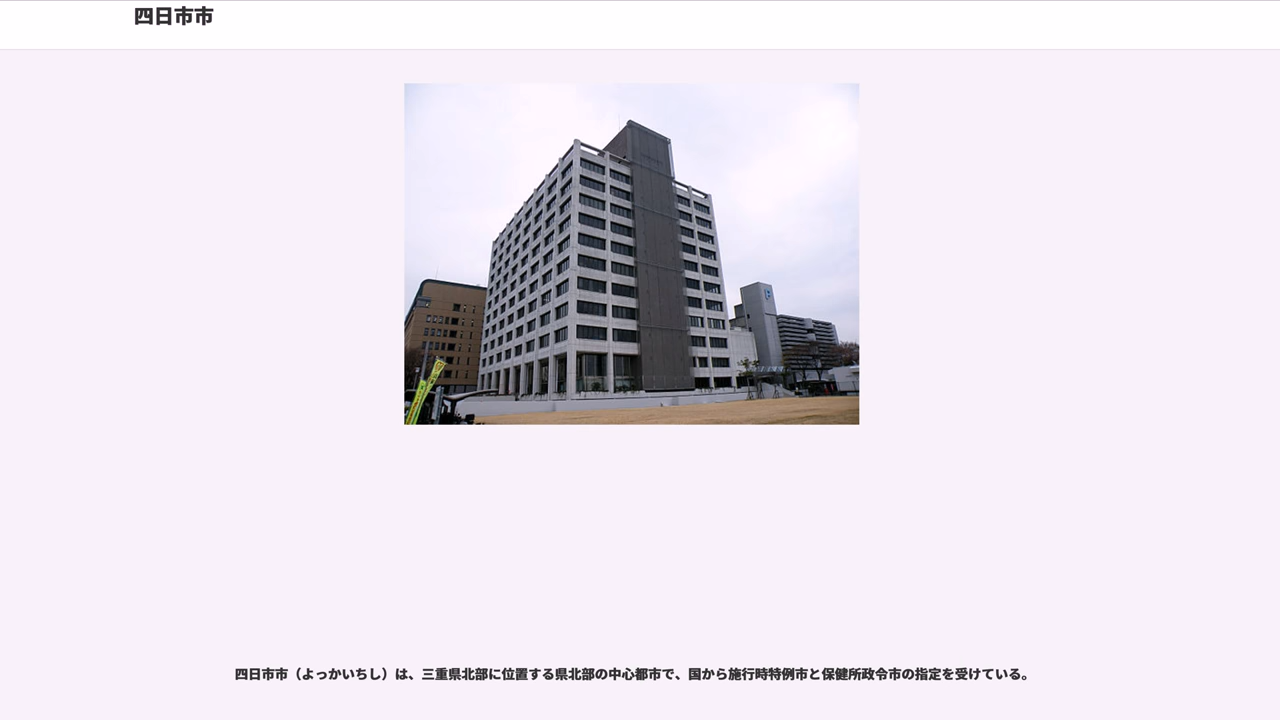 四日市市
四日市市（よっかいちし）は、三重県北部に位置する県北部の中心都市で、国から施行時特例市と保健所政令市の指定を受けている。